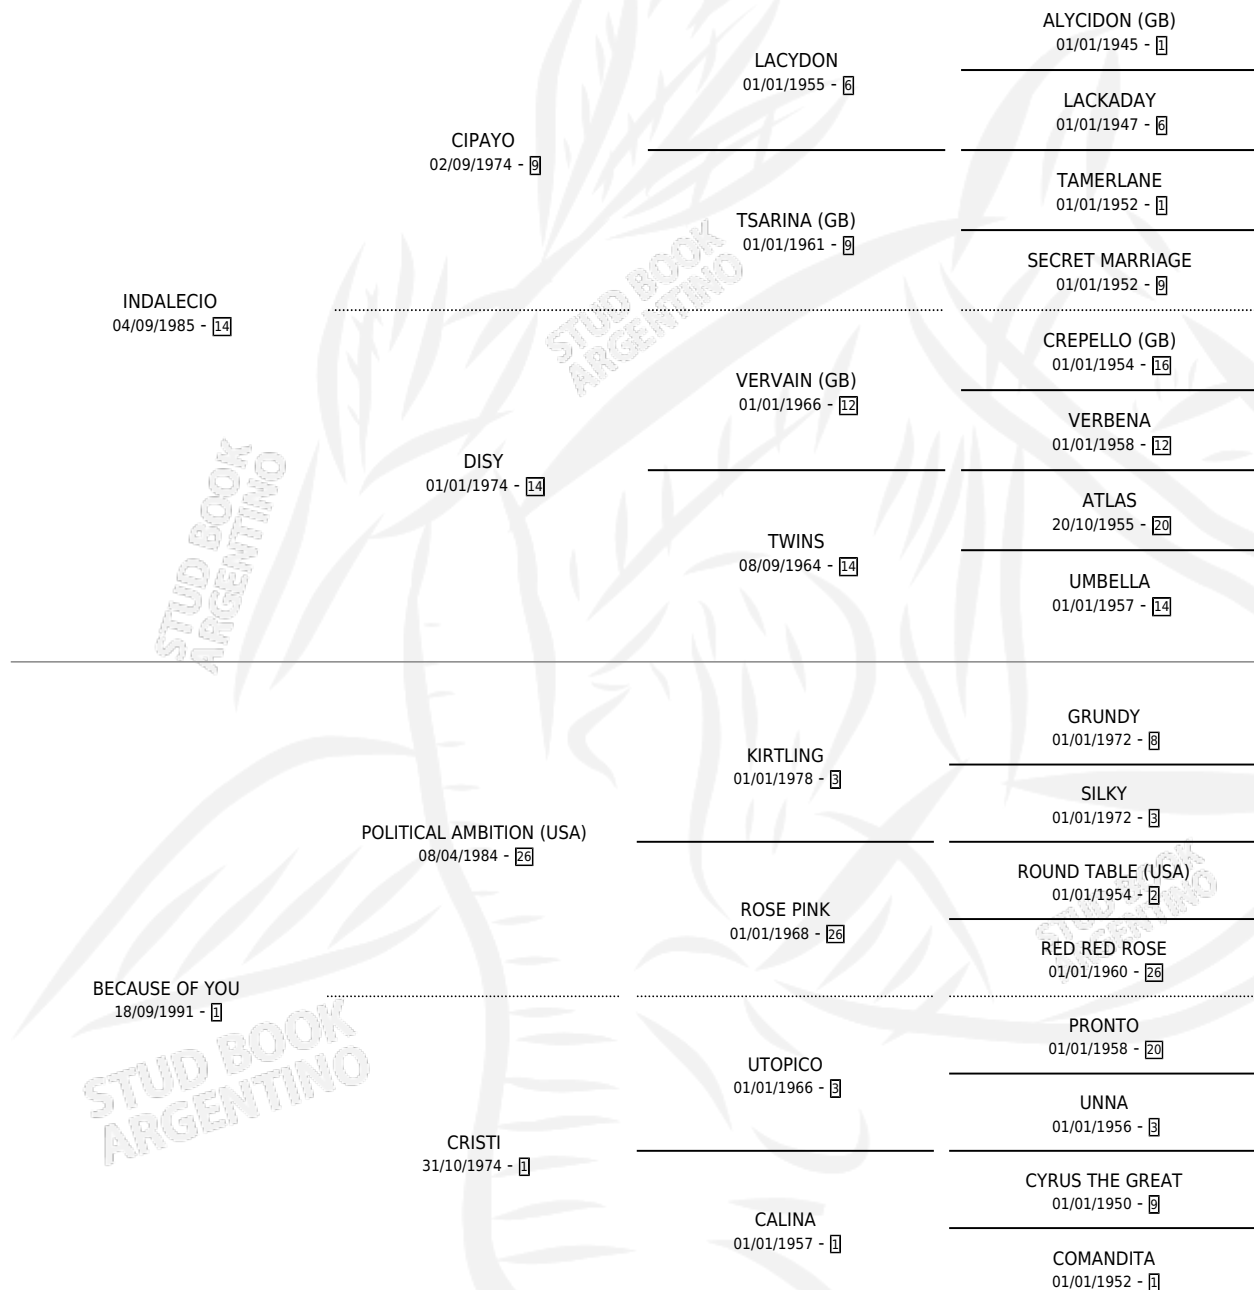 ALYCIDON (GB)
01/01/1945 - 1
LACYDON
01/01/1955 - 6
LACKADAY
01/01/1947 - 6
CIPAYO
02/09/1974 - 9
TAMERLANE
01/01/1952 - 1
TSARINA (GB)
01/01/1961 - 9
SECRET MARRIAGE
01/01/1952 - 9
INDALECIO
04/09/1985 - 14
CREPELLO (GB)
01/01/1954 - 16
VERVAIN (GB)
01/01/1966 - 12
VERBENA
01/01/1958 - 12
DISY
01/01/1974 - 14
ATLAS
20/10/1955 - 20
TWINS
08/09/1964 - 14
UMBELLA
01/01/1957 - 14
GRUNDY
01/01/1972 - 8
KIRTLING
01/01/1978 - 3
SILKY
01/01/1972 - 3
POLITICAL AMBITION (USA)
08/04/1984 - 26
ROUND TABLE (USA)
01/01/1954 - 2
ROSE PINK
01/01/1968 - 26
RED RED ROSE
01/01/1960 - 26
BECAUSE OF YOU
18/09/1991 - 1
PRONTO
01/01/1958 - 20
UTOPICO
01/01/1966 - 3
UNNA
01/01/1956 - 3
CRISTI
31/10/1974 - 1
CYRUS THE GREAT
01/01/1950 - 9
CALINA
01/01/1957 - 1
COMANDITA
01/01/1952 - 1
STUD BOOK
ARGENTINO
STUD BOOK
ARGENTINO
STUD BOOK
ARGENTINO
STUD BOOK
ARGENTINO